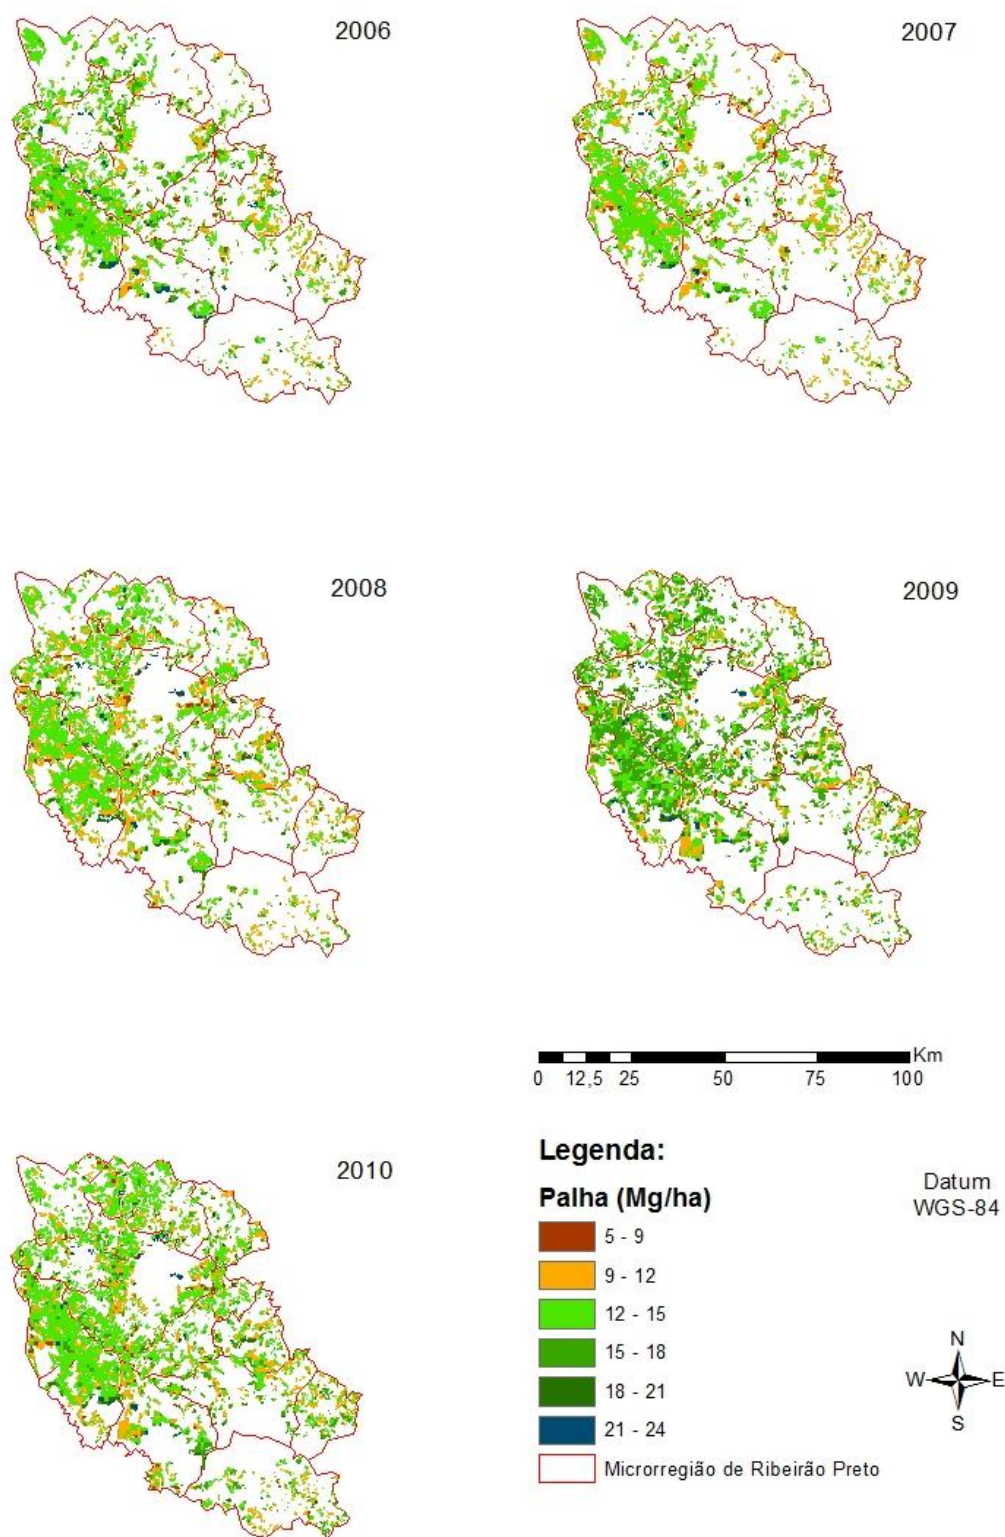 2006
2007
2008
2009
Km
0 12,5 25 50 75 100
2010
Legenda:
Datum
WGS-84
Palha (Mg/ha)
5 - 9
9 - 12
12 - 15
15 - 18
18 - 21
21 - 24
Microrregião de Ribeirão Preto
N
W E
S